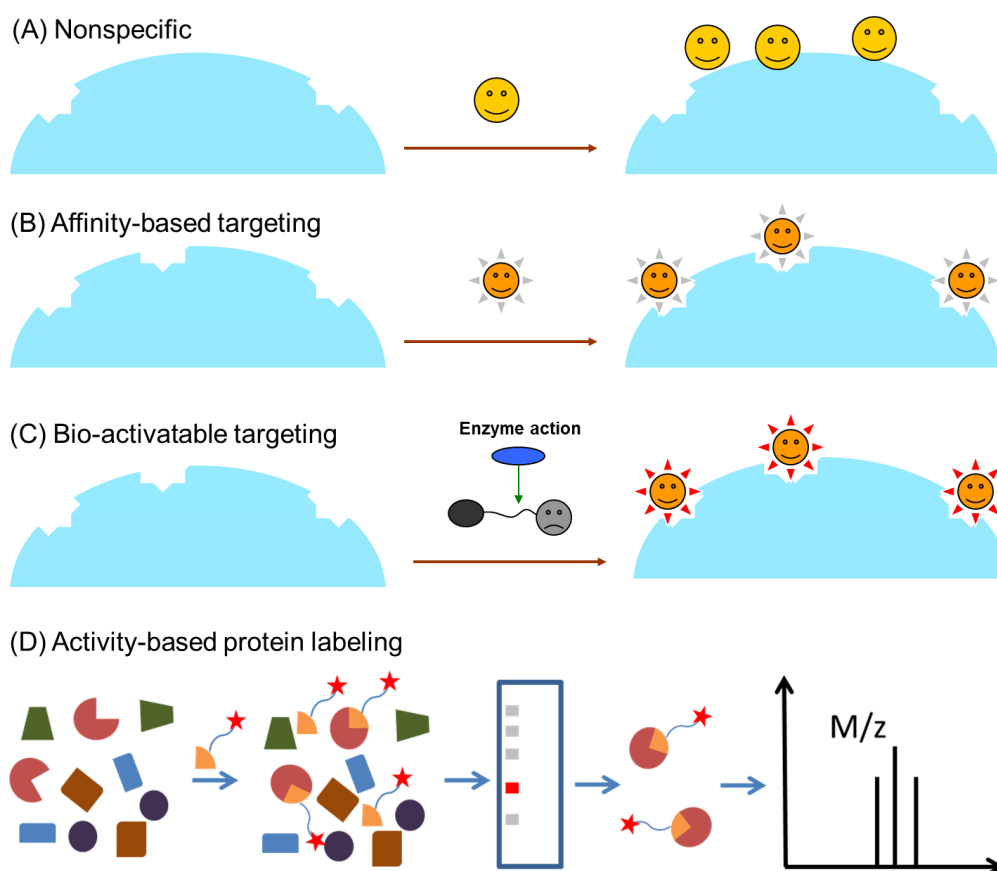 (A) Nonspecific
(B) Affinity-based targeting
(C) Bio-activatable targeting
Enzyme action
(D) Activity-based protein labeling
M/z